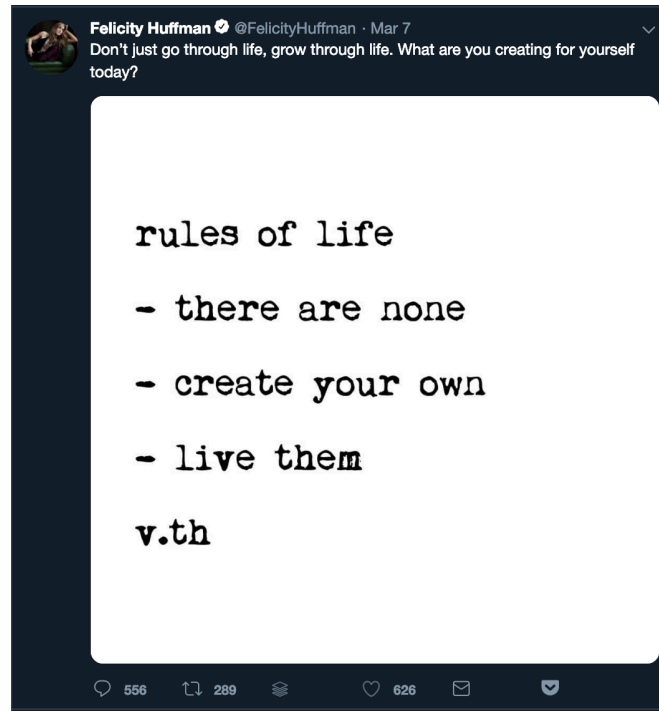 Felicity Huffman @FelicityHuffman · Mar 7
Don't just go through life, grow through life. What are you creating for yourself
today?
rules of life
- there are none
- create your own
- live them
v.th
556 289 626